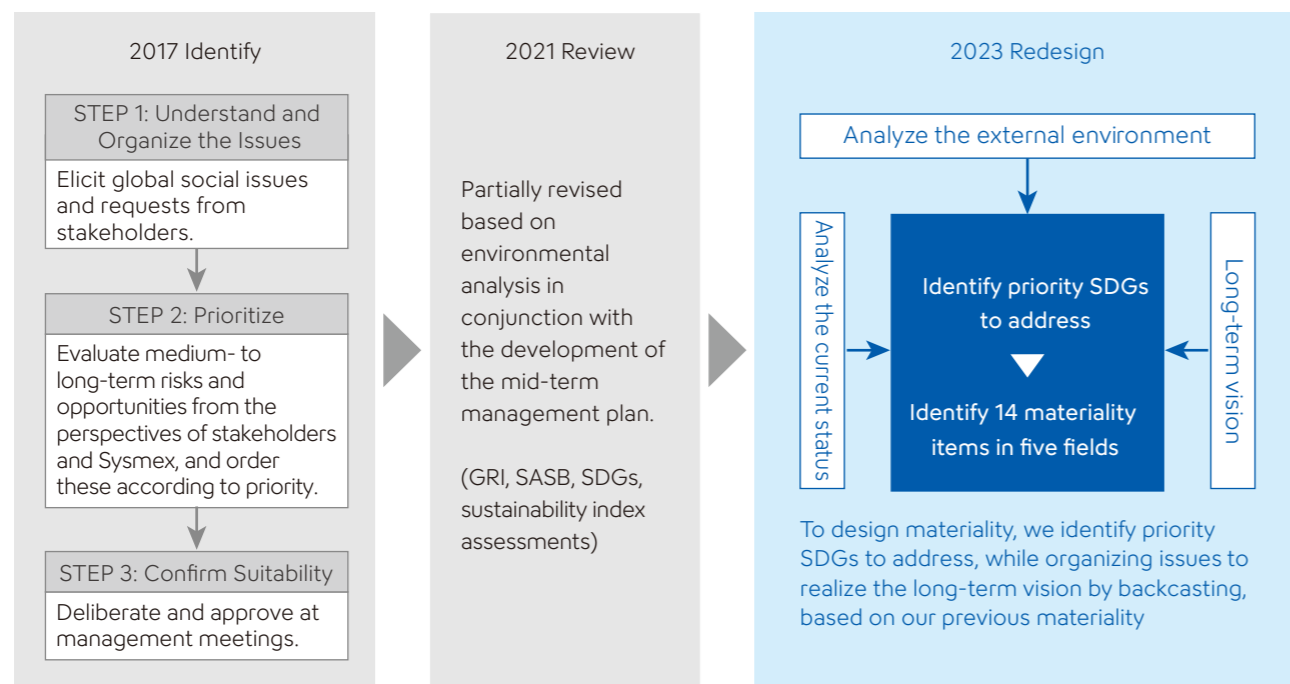 2017 Identify
STEP 1: Understand and
Organize the Issues
Elicit global social issues
and requests from
stakeholders.
STEP 2: Prioritize
Evaluate medium- to
long-term risks and
opportunities from the
perspectives of stakeholders
and Sysmex, and order
these according to priority.
STEP 3: Confirm Suitability
Deliberate and approve at
management meetings.
2021 Review
Partially revised
based on
environmental
analysis in
conjunction with
the development of
the mid-term
management plan.
(GRI, SASB, SDGs,
sustainability index
assessments)
2023 Redesign
Analyze the external environment
Analyze the current status
Identify priority SDGs
to address
Identify 14 materiality
items in five fields
Long-term vision
To design materiality, we identify priority
SDGs to address, while organizing issues to
realize the long-term vision by backcasting,
based on our previous materiality